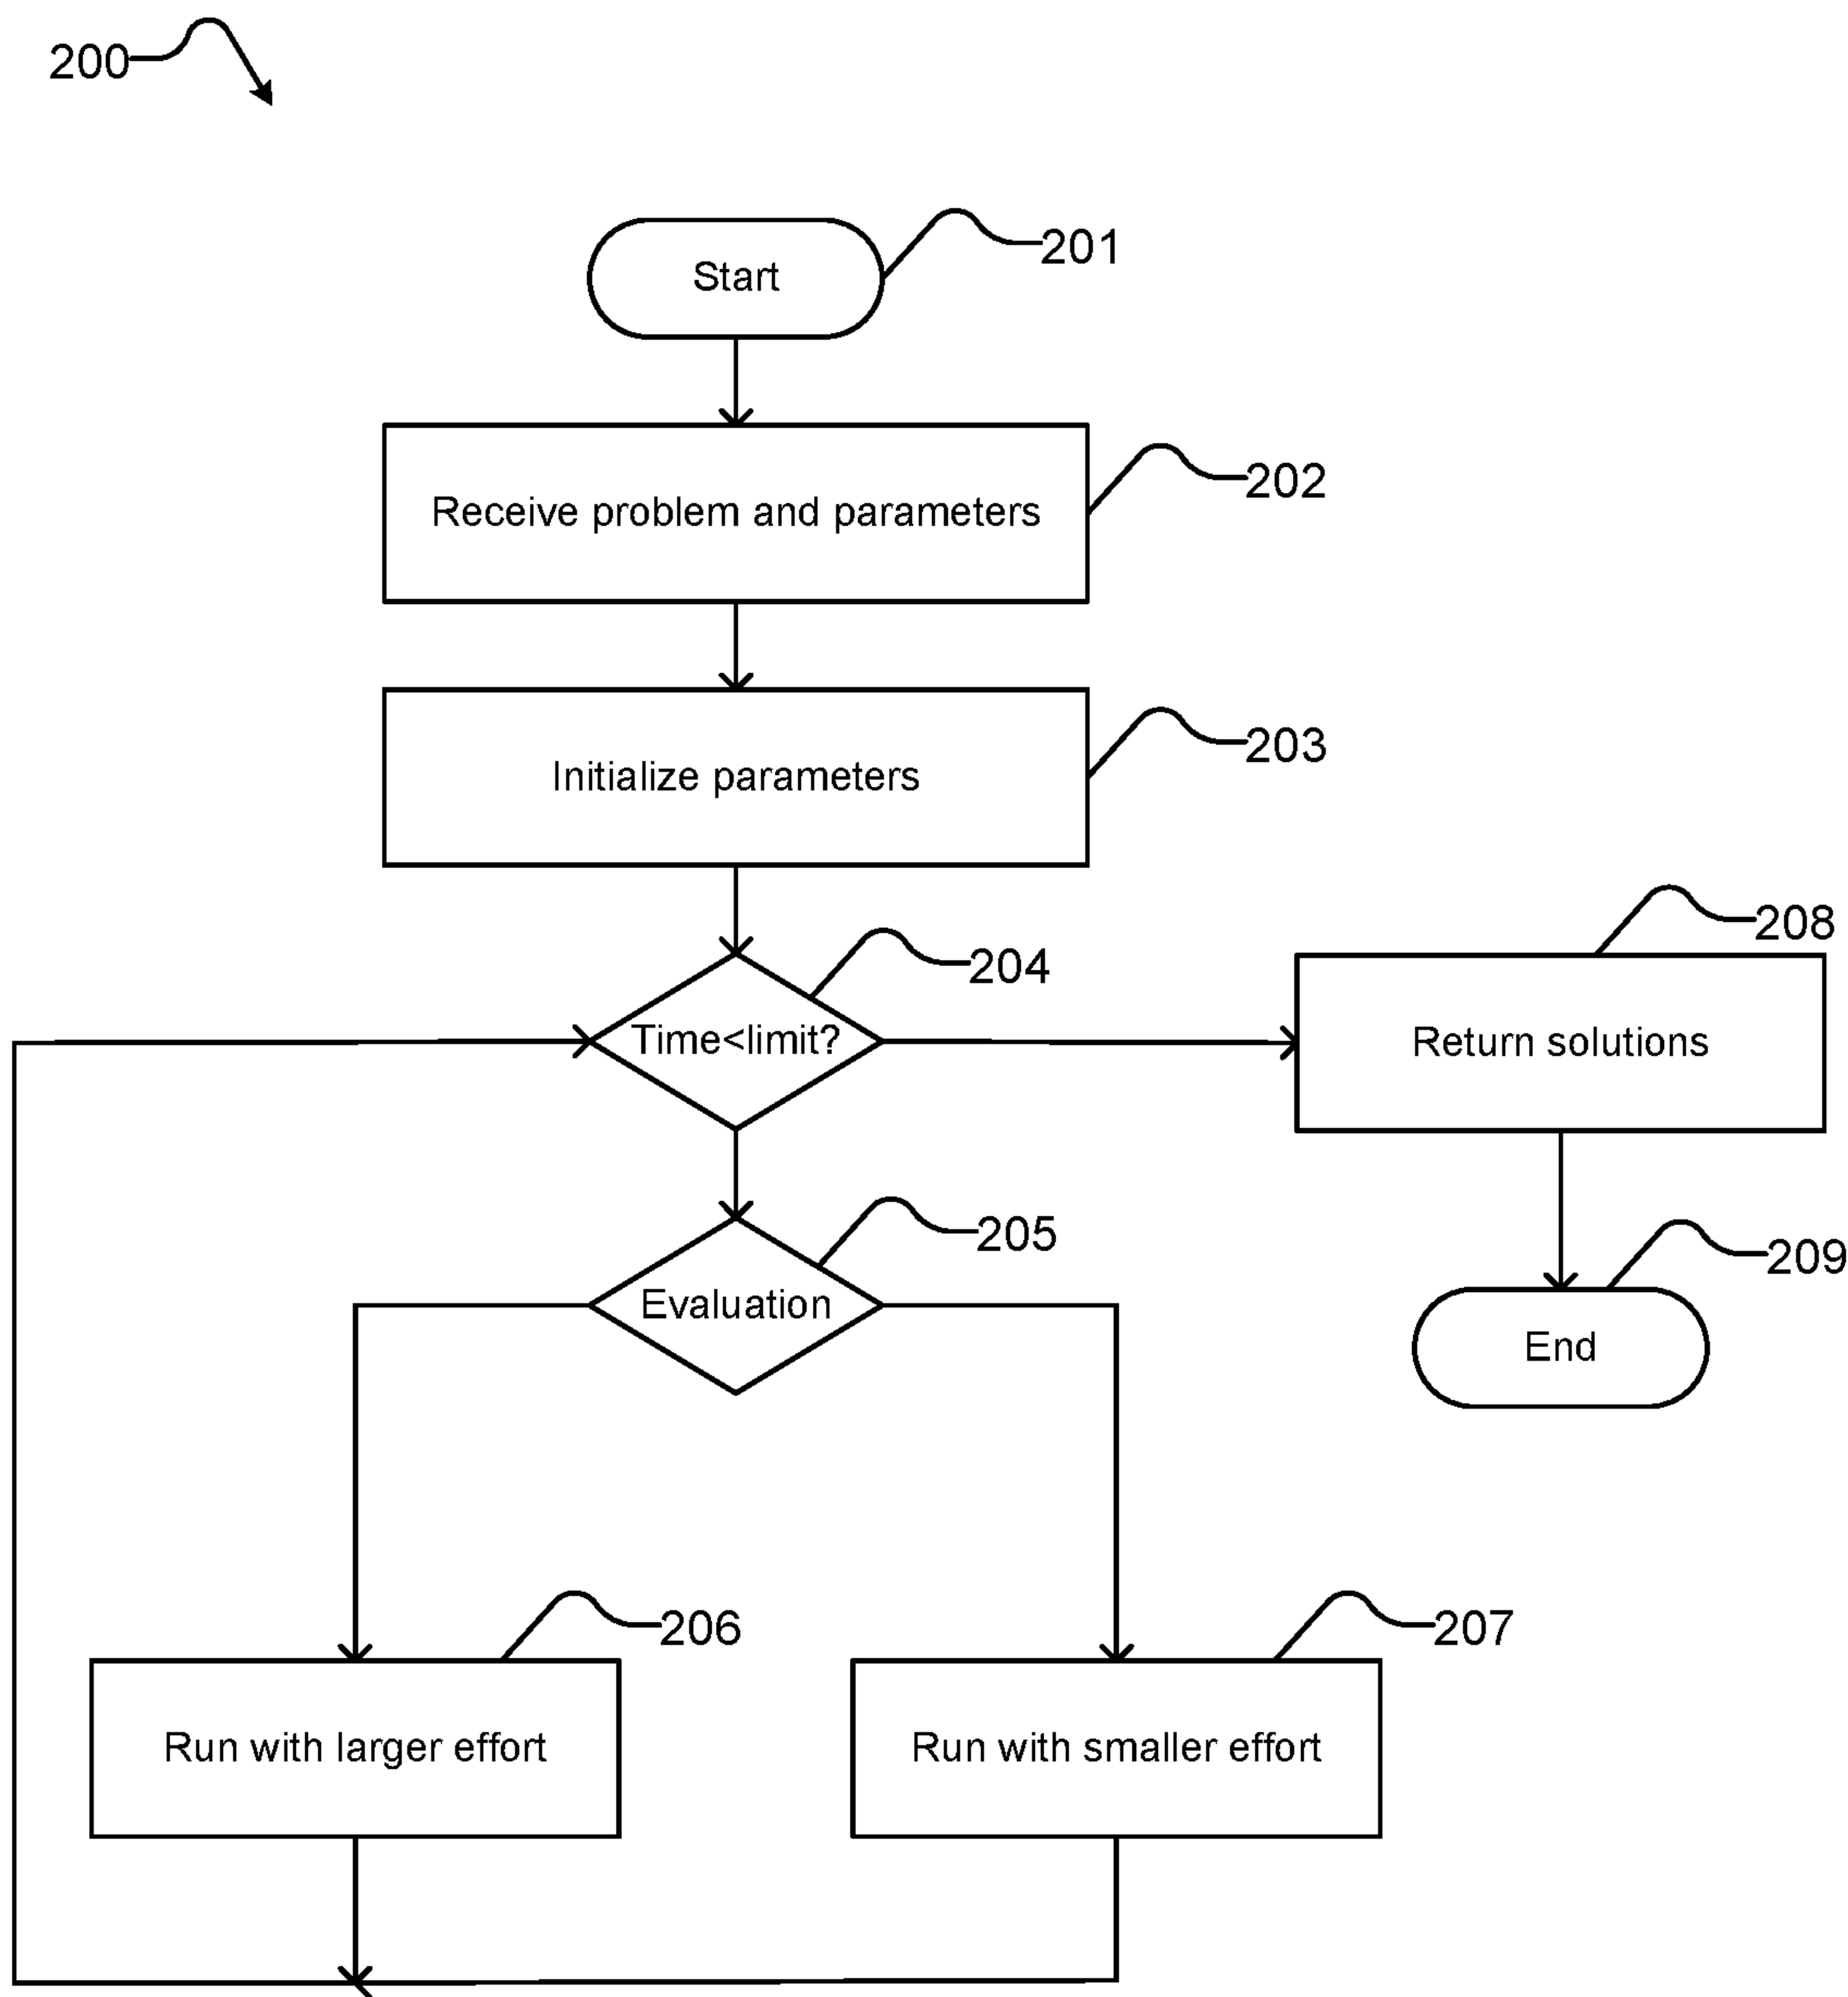 200
201
Start
202
Receive problem and parameters
203
Initialize parameters
208
204
Time<limit?
Return solutions
205
209
Evaluation
End
206
207
Run with larger effort
Run with smaller effort